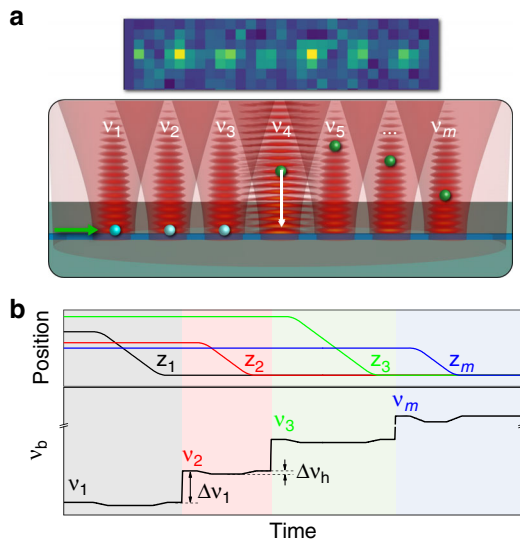 a
ν₁ ν₂ ν₃ ν₄ ν₅ ... νₘ
b
Position
z₁ z₂ z₃ zₘ
νb
ν₁ ν₂ ν₃ νₘ
Δν₁ Δνh
Time